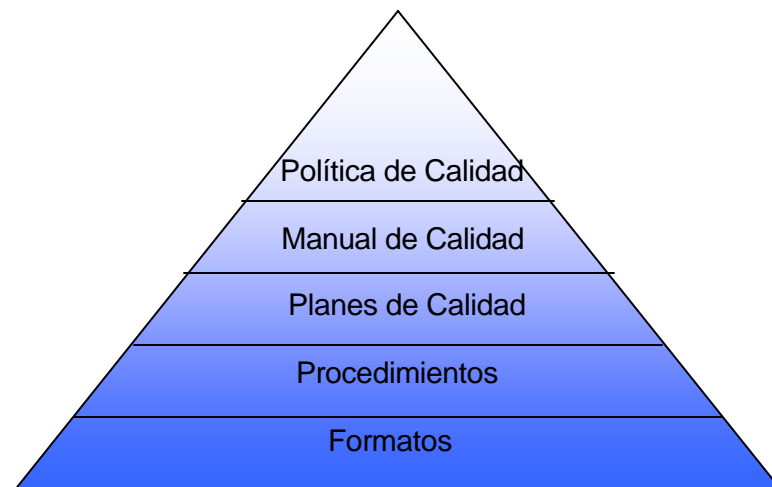 Política de Calidad
Manual de Calidad
Planes de Calidad
Procedimientos
Formatos